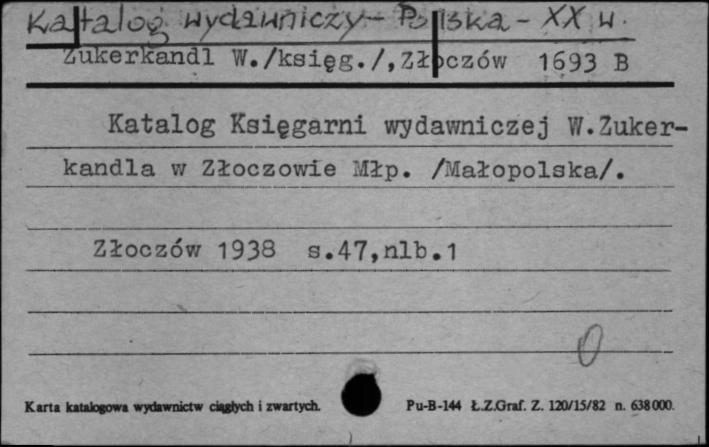 Katalog wydawniczy - Polska - XX w.
Zukerkandl W./księg./,Złoczów 1693 B
Katalog Księgarni wydawniczej W.Zuker-
kandla w Złoczowie Młp. /Małopolska/.
Złoczów 1938 s.47,nlb.1
0
Karta katalogowa wydawnictw ciągłych i zwartych.
Pu-B-144 Ł.Z.Graf. Z. 120/15/82 n. 638000.